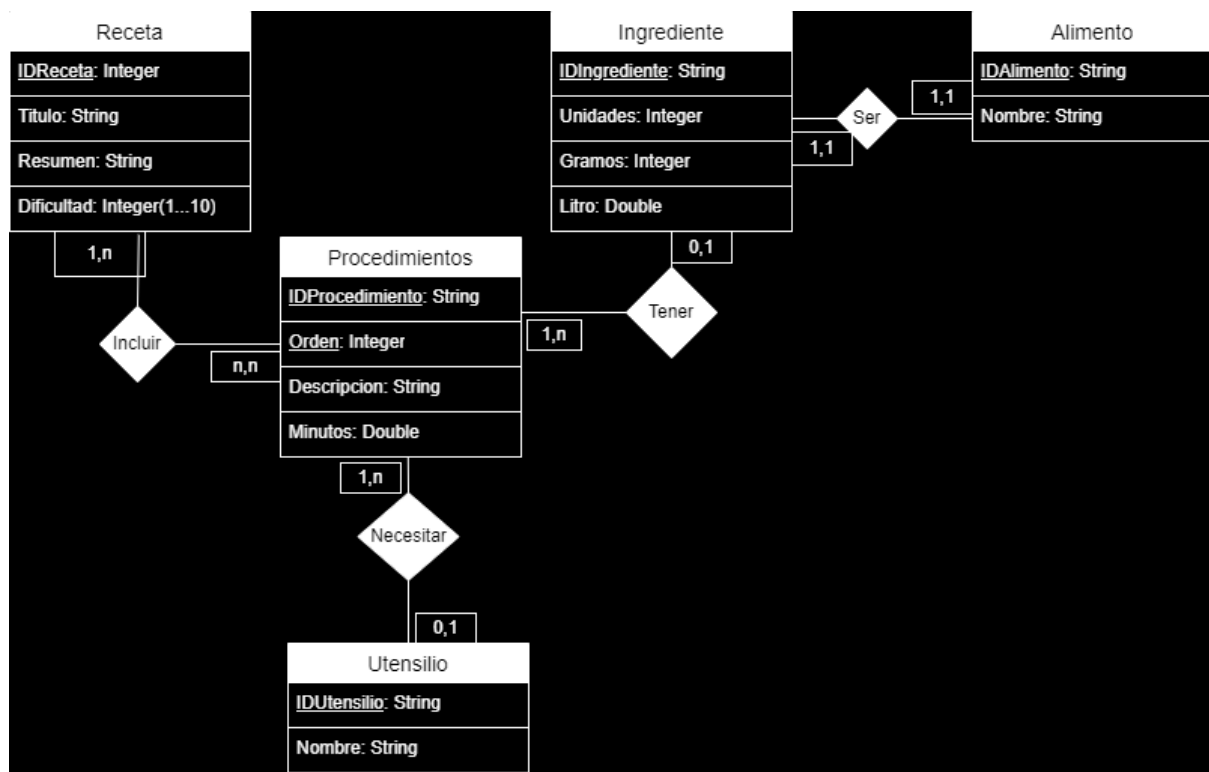 Receta
IDReceta: Integer
Titulo: String
Resumen: String
Dificultad: Integer(1...10)
1,n
Incluir
n,n
Procedimientos
IDProcedimiento: String
Orden: Integer
Descripcion: String
Minutos: Double
1,n
Necesitar
0,1
Utensilio
IDUtensilio: String
Nombre: String
1,n
Tener
0,1
Ingrediente
IDIngrediente: String
Unidades: Integer
Gramos: Integer
Litro: Double
1,1
Ser
1,1
Alimento
IDAlimento: String
Nombre: String